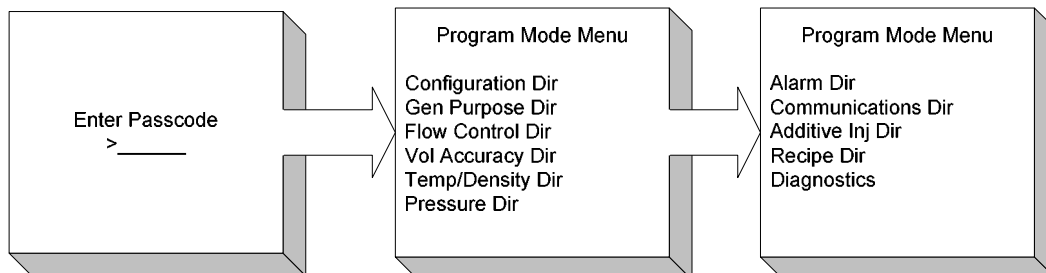 Enter Passcode
>______
Program Mode Menu
Configuration Dir
Gen Purpose Dir
Flow Control Dir
Vol Accuracy Dir
Temp/Density Dir
Pressure Dir
Program Mode Menu
Alarm Dir
Communications Dir
Additive Inj Dir
Recipe Dir
Diagnostics